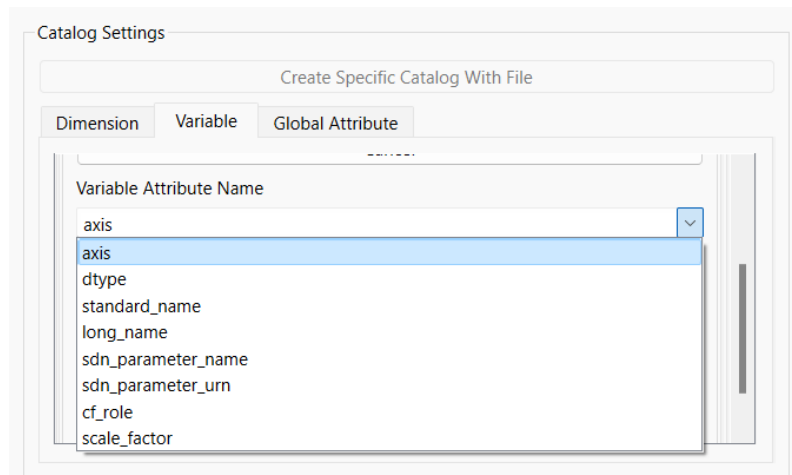 Catalog Settings
Create Specific Catalog With File
Dimension Variable Global Attribute
Variable Attribute Name
axis
axis
dtype
standard_name
long_name
sdn_parameter_name
sdn_parameter_urn
cf_role
scale_factor